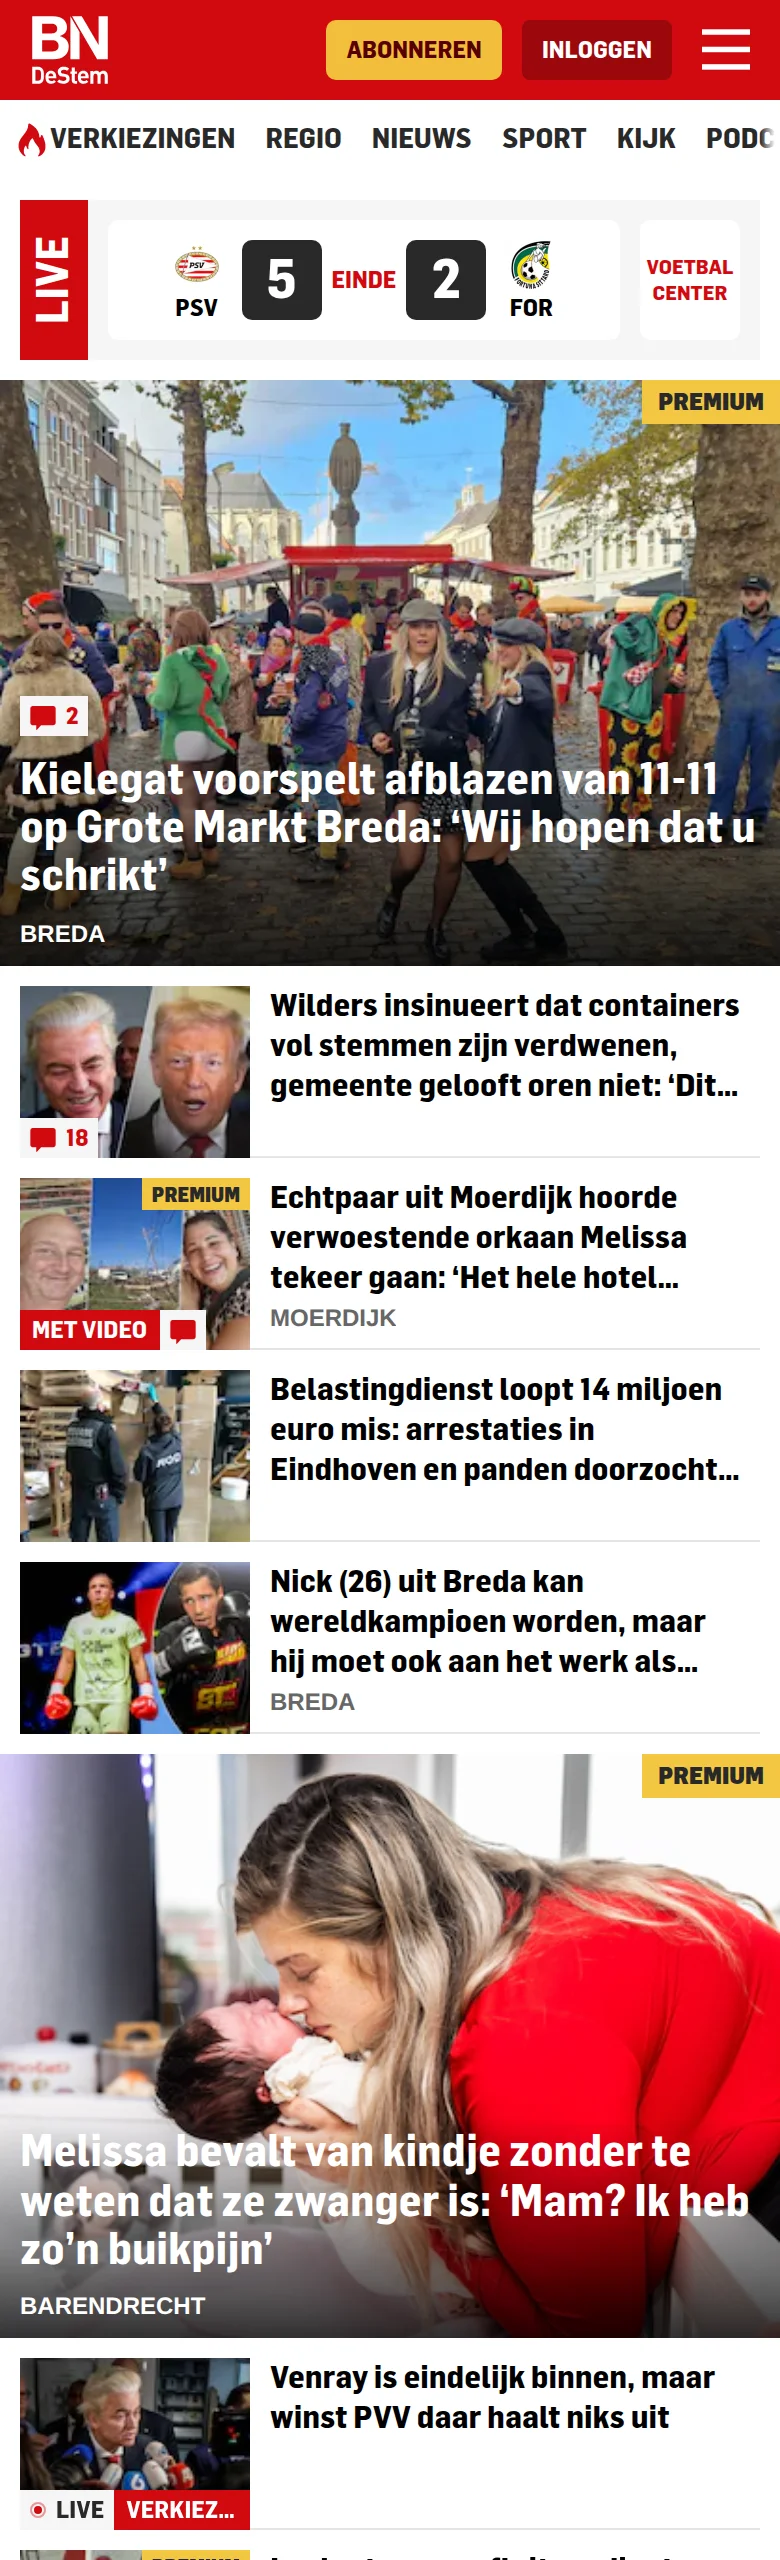 BN
DeStem
ABONNEREN
INLOGGEN
VERKIEZINGEN REGIO NIEUWS SPORT KIJK PODC
LIVE
PSV
5
EINDE
2
FOR
VOETBAL
CENTER
PREMIUM
2
Kielegat voorspelt afblazen van 11-11
op Grote Markt Breda: ‘Wij hopen dat u
schrikt’
BREDA
18
Wilders insinueert dat containers
vol stemmen zijn verdwenen,
gemeente gelooft oren niet: ‘Dit...
PREMIUM
MET VIDEO
Echtpaar uit Moerdijk hoorde
verwoestende orkaan Melissa
tekeer gaan: ‘Het hele hotel...
MOERDIJK
Belastingdienst loopt 14 miljoen
euro mis: arrestaties in
Eindhoven en panden doorzocht...
Nick (26) uit Breda kan
wereldkampioen worden, maar
hij moet ook aan het werk als...
BREDA
PREMIUM
Melissa bevalt van kindje zonder te
weten dat ze zwanger is: ‘Mam? Ik heb
zo’n buikpijn’
BARENDRECHT
LIVE
VERKIEZ...
Venray is eindelijk binnen, maar
winst PVV daar haalt niks uit